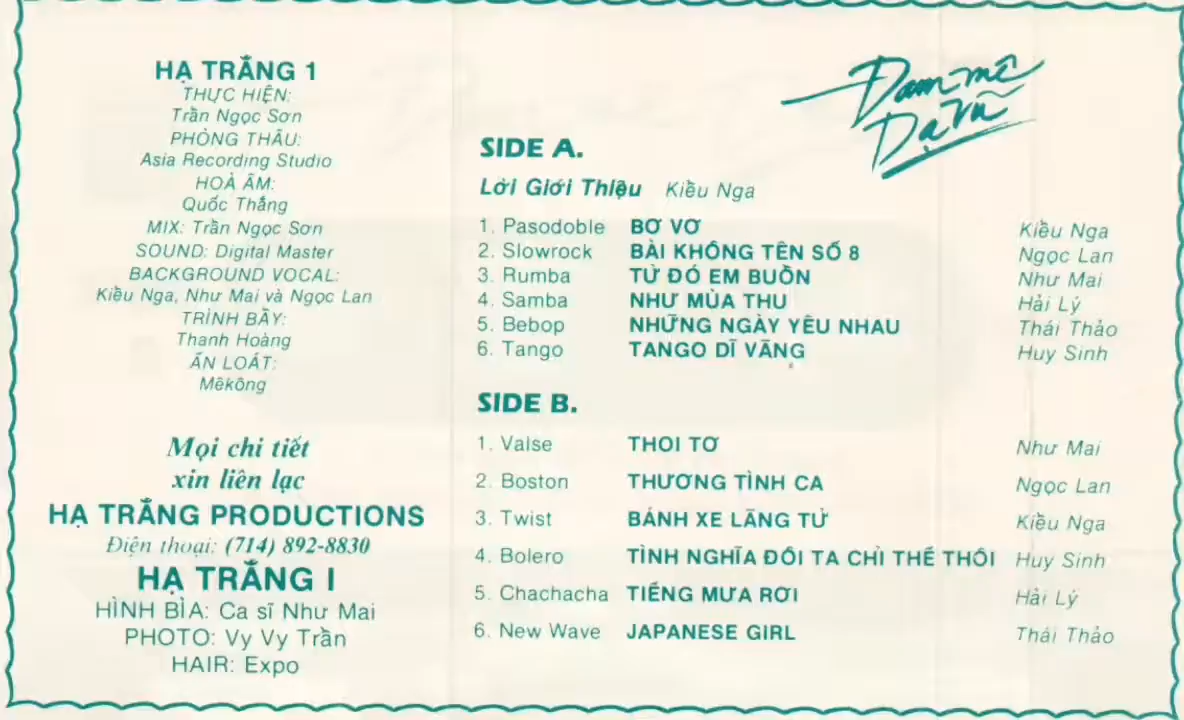 HẠ TRẮNG 1
THỰC HIỆN:
Trần Ngọc Sơn
PHÒNG THÂU:
Asia Recording Studio
HOÀ ÂM:
Quốc Thắng
MIX: Trần Ngọc Sơn
SOUND: Digital Master
BACKGROUND VOCAL:
Kiều Nga, Như Mai và Ngọc Lan
TRÌNH BẦY:
Thanh Hoàng
ẤN LOÁT:
Mêkông
Mọi chi tiết
xin liên lạc
HẠ TRẮNG PRODUCTIONS
Điện thoại: (714) 892-8830
HẠ TRẮNG I
HÌNH BÌA: Ca sĩ Như Mai
PHOTO: Vy Vy Trần
HAIR: Expo
Đam mê
Dạ Vũ
SIDE A.
Lời Giới Thiệu Kiều Nga
1. Pasodoble BƠ VƠ Kiều Nga
2. Slowrock BÀI KHÔNG TÊN SỐ 8 Ngọc Lan
3. Rumba TỪ ĐÓ EM BUỒN Như Mai
4. Samba NHƯ MÙA THU Hải Lý
5. Bebop NHỮNG NGÀY YÊU NHAU Thái Thảo
6. Tango TANGO DĨ VÃNG Huy Sinh
SIDE B.
1. Valse THOI TƠ Như Mai
2. Boston THƯƠNG TÌNH CA Ngọc Lan
3. Twist BÁNH XE LÃNG TỬ Kiều Nga
4. Bolero TÌNH NGHĨA ĐÔI TA CHỈ THẾ THÔI Huy Sinh
5. Chachacha TIẾNG MƯA RƠI Hải Lý
6. New Wave JAPANESE GIRL Thái Thảo